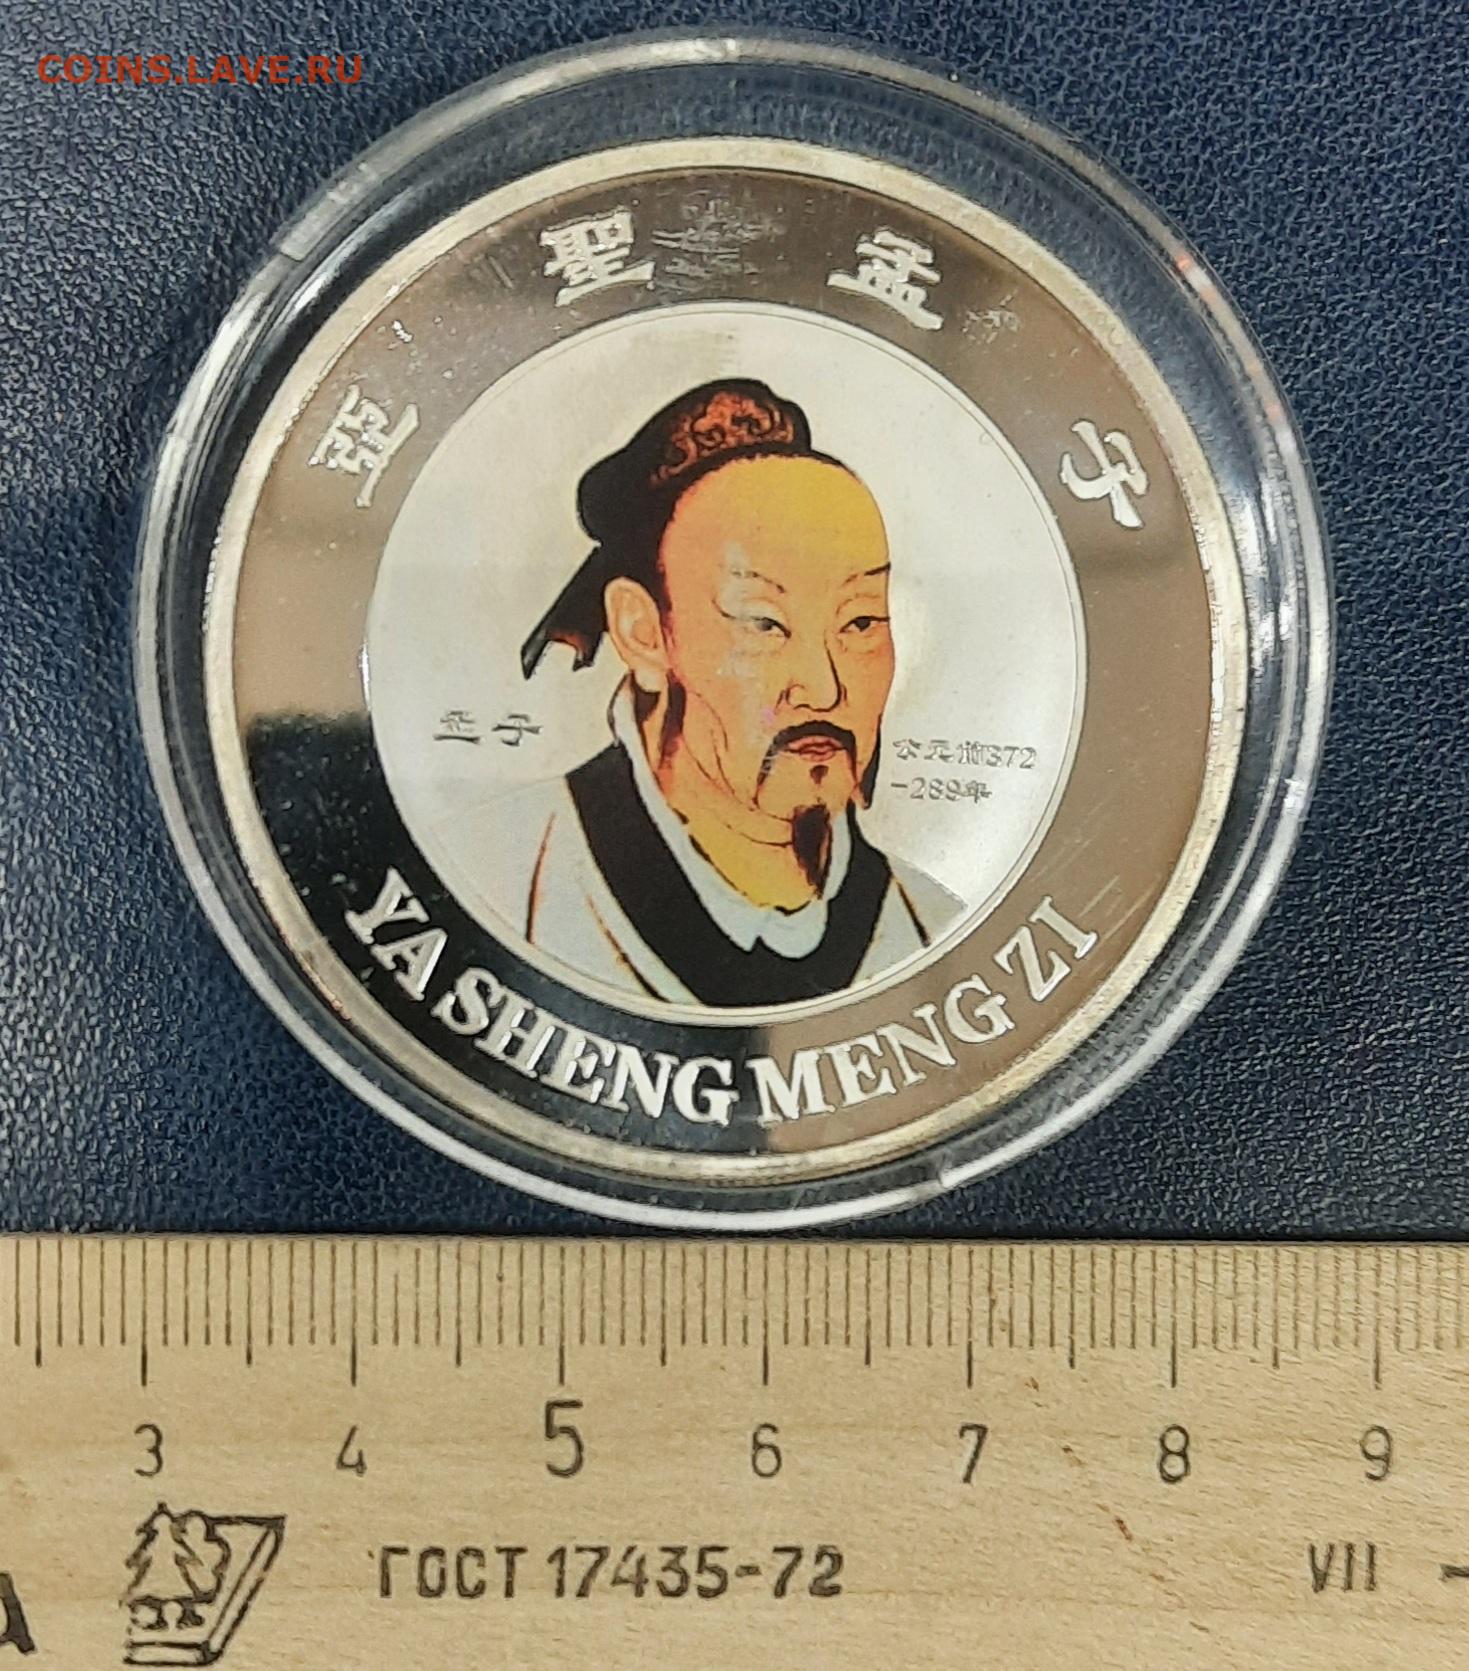 COINS.LAVE.RU
亞聖孟子
孟子
公元前372
-289年
YA SHENG MENG ZI
3 4 5 6 7 8 9
ГОСТ 17435-72 VII -